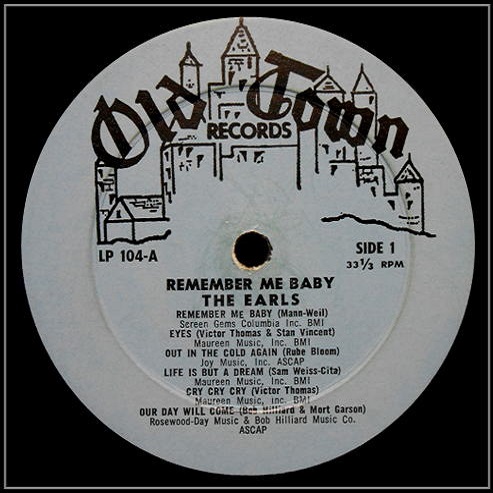 Old Town
RECORDS
LP 104-A
SIDE 1
33 1/3 RPM
REMEMBER ME BABY
THE EARLS
REMEMBER ME BABY (Mann-Weil)
Screen Gems Columbia Inc. BMI
EYES (Victor Thomas & Stan Vincent)
Maureen Music, Inc. BMI
OUT IN THE COLD AGAIN (Rube Bloom)
Joy Music, Inc. ASCAP
LIFE IS BUT A DREAM (Sam Weiss-Cita)
Maureen Music, Inc. BMI
CRY CRY CRY (Victor Thomas)
Maureen Music, Inc. BMI
OUR DAY WILL COME (Bob Hilliard & Mort Garson)
Rosewood-Day Music & Bob Hilliard Music Co.
ASCAP